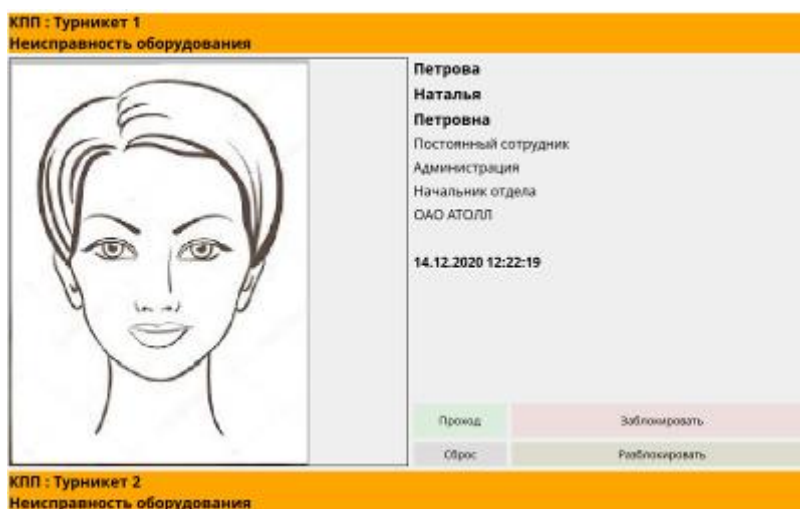 КПП : Турникет 1
Неисправность оборудования
Петрова
Наталья
Петровна
Постоянный сотрудник
Администрация
Начальник отдела
ОАО АТОЛЛ
14.12.2020 12:22:19
Проход
Заблокировать
Сброс
Разблокировать
КПП : Турникет 2
Неисправность оборудования